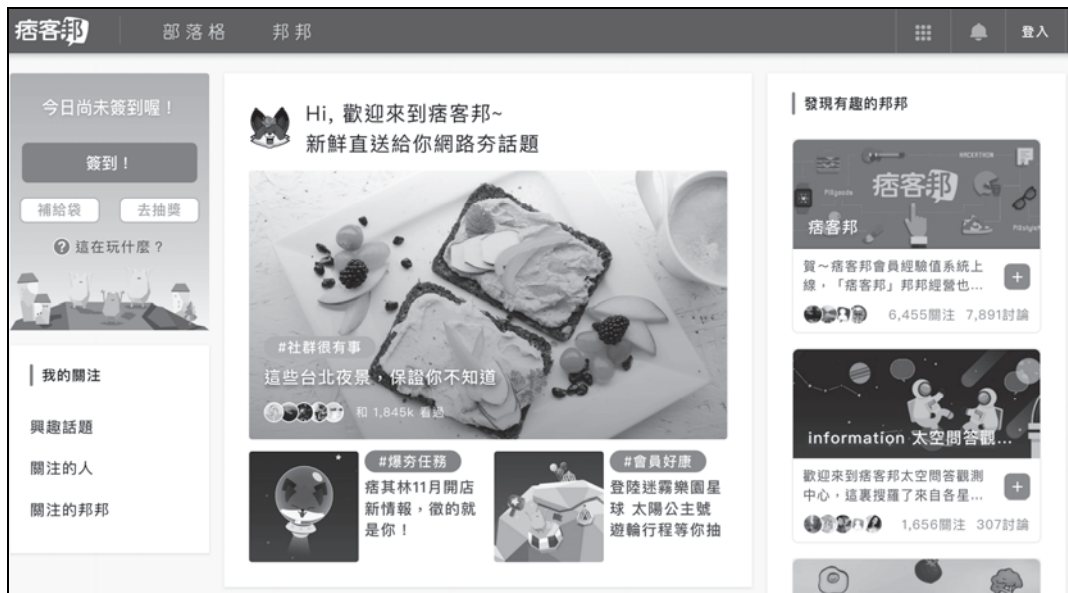 痞客邦
部落格
邦邦
登入
今日尚未簽到喔！
簽到！
補給袋
去抽獎
? 這在玩什麼？
我的關注
興趣話題
關注的人
關注的邦邦
Hi, 歡迎來到痞客邦~
新鮮直送給你網路夯話題
#社群很有事
這些台北夜景，保證你不知道
和 1,845k 看過
#爆夯任務
痞其林11月開店
新情報，徵的就
是你！
#會員好康
登陸迷霧樂園星
球 太陽公主號
遊輪行程等你抽
發現有趣的邦邦
HACKATHON
痞客邦
痞客邦
賀～痞客邦會員經驗值系統上
線，「痞客邦」邦邦經營也...
6,455關注 7,891討論
information 太空問答觀...
歡迎來到痞客邦太空問答觀測
中心，這裏搜羅了來自各星...
1,656關注 307討論